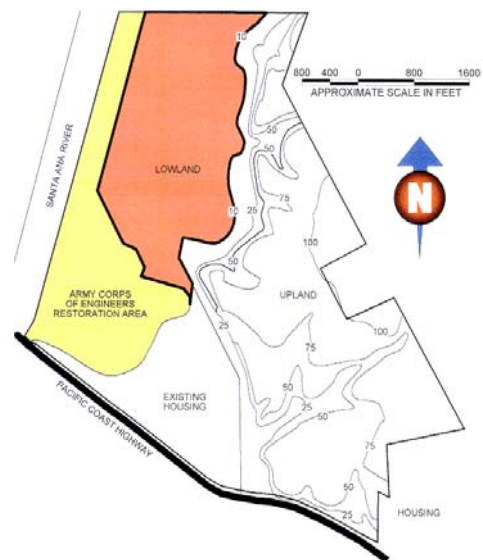 10
800 400 0 800 1600
APPROXIMATE SCALE IN FEET
50
50
LOWLAND
75
SANTA ANA RIVER
N
10
25
100
50
ARMY CORPS
OF ENGINEERS
RESTORATION AREA
UPLAND
25
100
75
PACIFIC COAST HIGHWAY
EXISTING
HOUSING
50
25
50
75
50
25
HOUSING